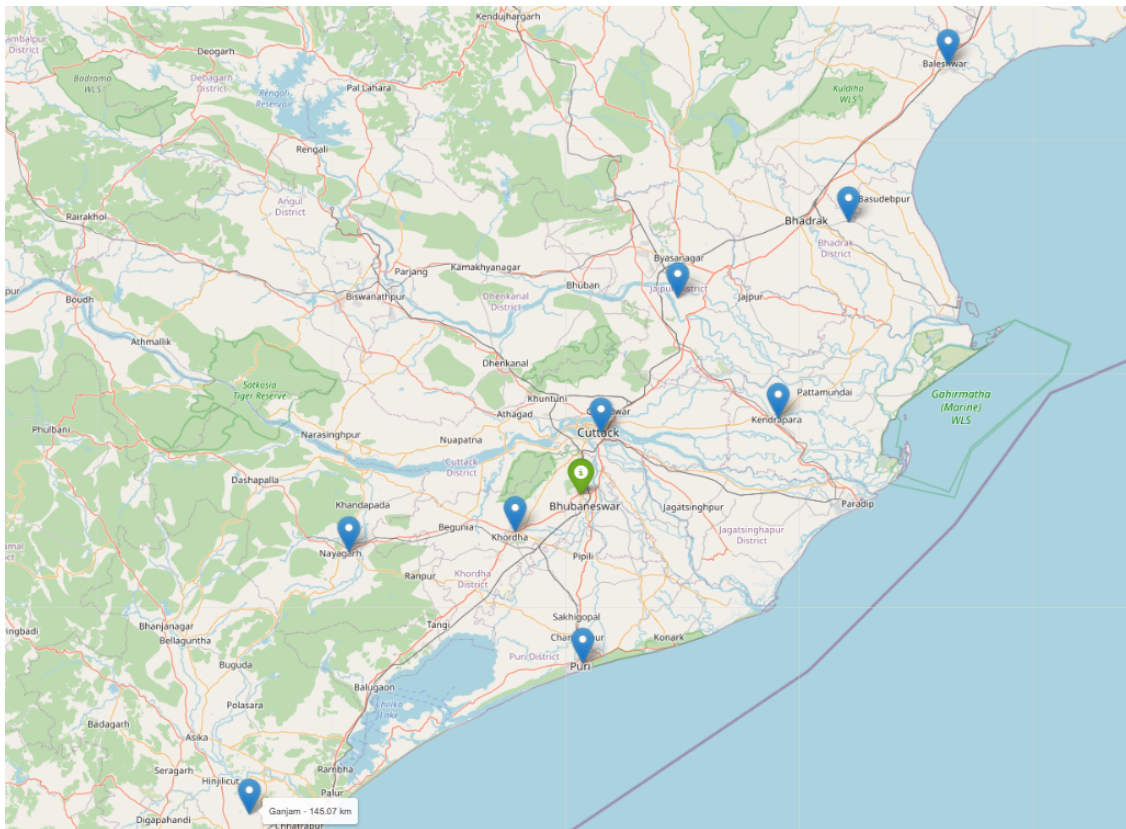 Kendujhargarh
ambalpur
District
Deogarh
Debagarh
District
Badrama
WLS
Pal Lahara
Rengali
Reservoir
Baleshwar
Kuldiha
WLS
Rengali
Angul
District
Rairakhol
Basudebpur
Bhadrak
Bhadrak
District
Byasanagar
Parjang
Kamakhyanagar
Bhuban
Jajpur District
Jajpur
pur
Boudh
Biswanathpur
Dhenkanal
District
Athmallik
Dhenkanal
Satkosia
Tiger Reserve
Khuntuni
Athagad
Pattamundai
Gahirmatha
(Marine)
WLS
Kendrapara
Cuttack
Phulbani
Narasinghpur
Nuapatna
Cuttack
District
Dashapalla
Khandapada
Bhubaneswar
Jagatsinghpur
Paradip
Begunia
Khordha
Jagatsinghapur
District
Nayagarh
Pipili
Ranpur
Khordha
District
Sakhigopal
Bhanjanagar
Tangi
Bellaguntha
Konark
Puri District
Puri
Buguda
Balugaon
Chilika
Lake
Polasara
Badagarh
Asika
Seragarh
Hinjilicut
Rambha
Palur
Ganjam - 145.07 km
Digapahandi
Chhatrapur